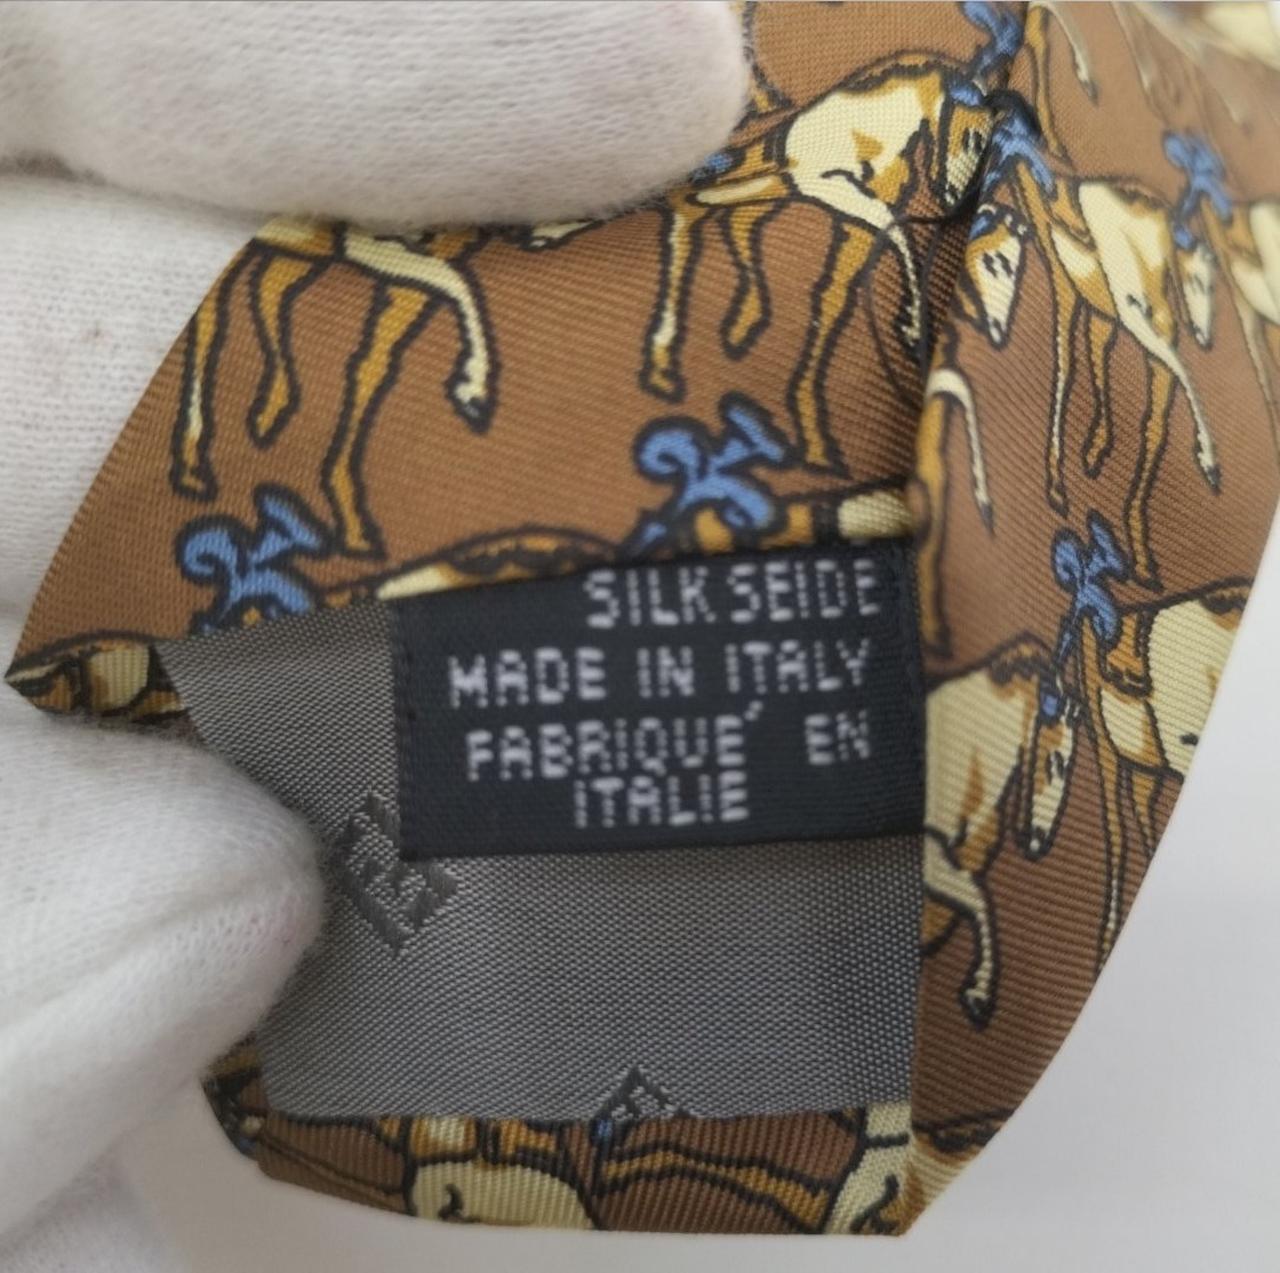 SILK SEIDE
MADE IN ITALY
FABRIQUE' EN
ITALIE